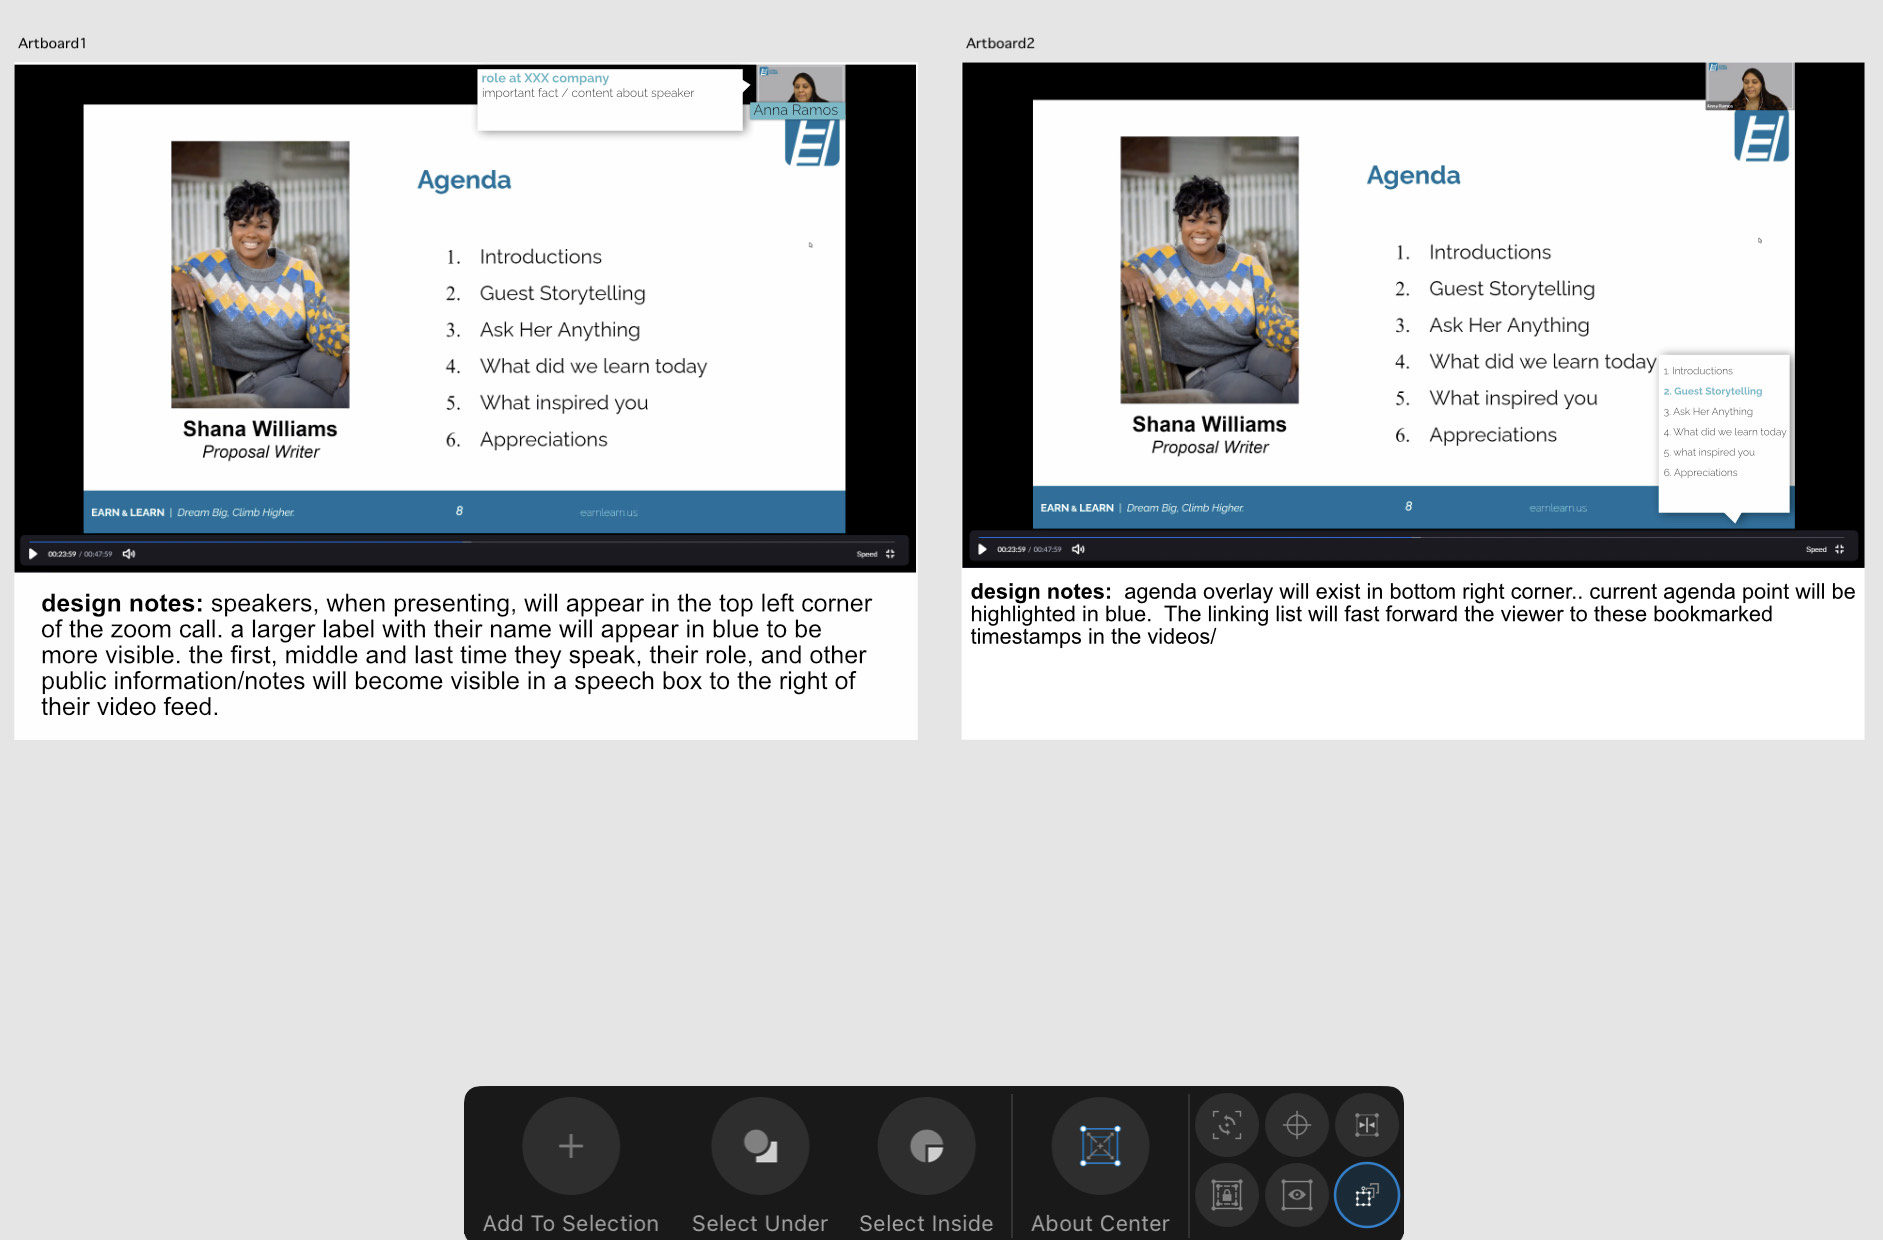 Artboard1
role at XXX company
important fact / content about speaker
Anna Ramos
Agenda
1. Introductions
2. Guest Storytelling
3. Ask Her Anything
4. What did we learn today
5. What inspired you
6. Appreciations
Shana Williams
Proposal Writer
EARN & LEARN | Dream Big, Climb Higher.
8
earnlearn.us
00:23:59 / 00:47:59
Speed
design notes: speakers, when presenting, will appear in the top left corner
of the zoom call. a larger label with their name will appear in blue to be
more visible. the first, middle and last time they speak, their role, and other
public information/notes will become visible in a speech box to the right of
their video feed.
Artboard2
Anna Ramos
Agenda
1. Introductions
2. Guest Storytelling
3. Ask Her Anything
4. What did we learn today
5. What inspired you
6. Appreciations
Shana Williams
Proposal Writer
1. Introductions
2. Guest Storytelling
3. Ask Her Anything
4. What did we learn today
5. what inspired you
6. Appreciations
EARN & LEARN | Dream Big, Climb Higher.
8
earnlearn.us
00:23:59 / 00:47:59
Speed
design notes: agenda overlay will exist in bottom right corner.. current agenda point will be
highlighted in blue. The linking list will fast forward the viewer to these bookmarked
timestamps in the videos/
Add To Selection
Select Under
Select Inside
About Center